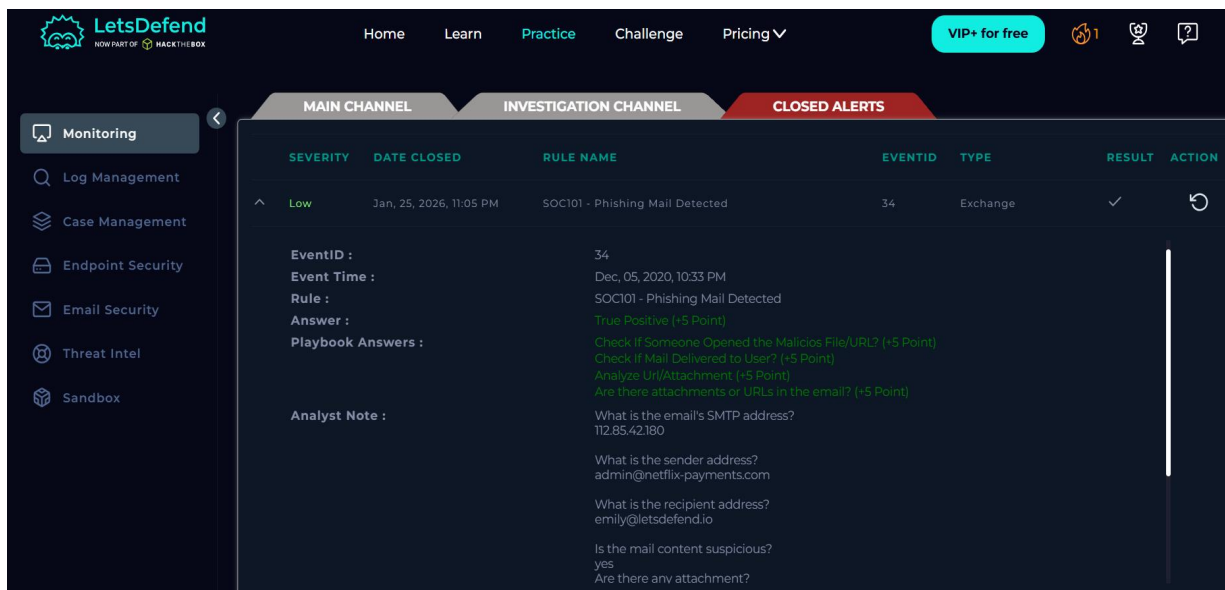 LetsDefend
NOW PART OF HACKTHEBOX
Home Learn Practice Challenge Pricing
VIP+ for free
1
MAIN CHANNEL INVESTIGATION CHANNEL CLOSED ALERTS
Monitoring
Log Management
Case Management
Endpoint Security
Email Security
Threat Intel
Sandbox
SEVERITY DATE CLOSED RULE NAME EVENTID TYPE RESULT ACTION
Low Jan, 25, 2026, 11:05 PM SOC101 - Phishing Mail Detected 34 Exchange
EventID : 34
Event Time : Dec, 05, 2020, 10:33 PM
Rule : SOC101 - Phishing Mail Detected
Answer : True Positive (+5 Point)
Playbook Answers : Check If Someone Opened the Malicios File/URL? (+5 Point)
Check If Mail Delivered to User? (+5 Point)
Analyze Url/Attachment (+5 Point)
Are there attachments or URLs in the email? (+5 Point)
Analyst Note : What is the email's SMTP address?
112.85.42.180
What is the sender address?
admin@netflix-payments.com
What is the recipient address?
emily@letsdefend.io
Is the mail content suspicious?
yes
Are there any attachment?